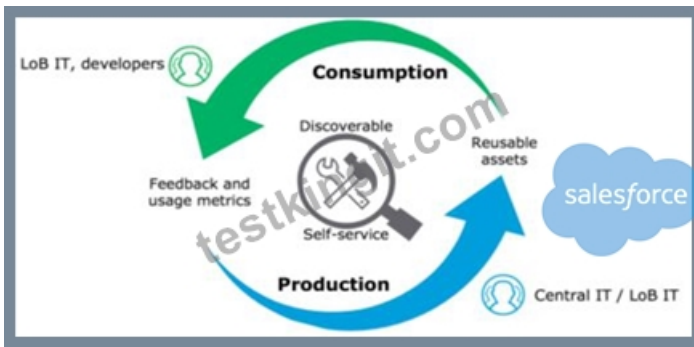 LoB IT, developers
Consumption
Discoverable
Reusable
assets
Feedback and
usage metrics
salesforce
Self-service
Production
Central IT / LoB IT
testkingit.com